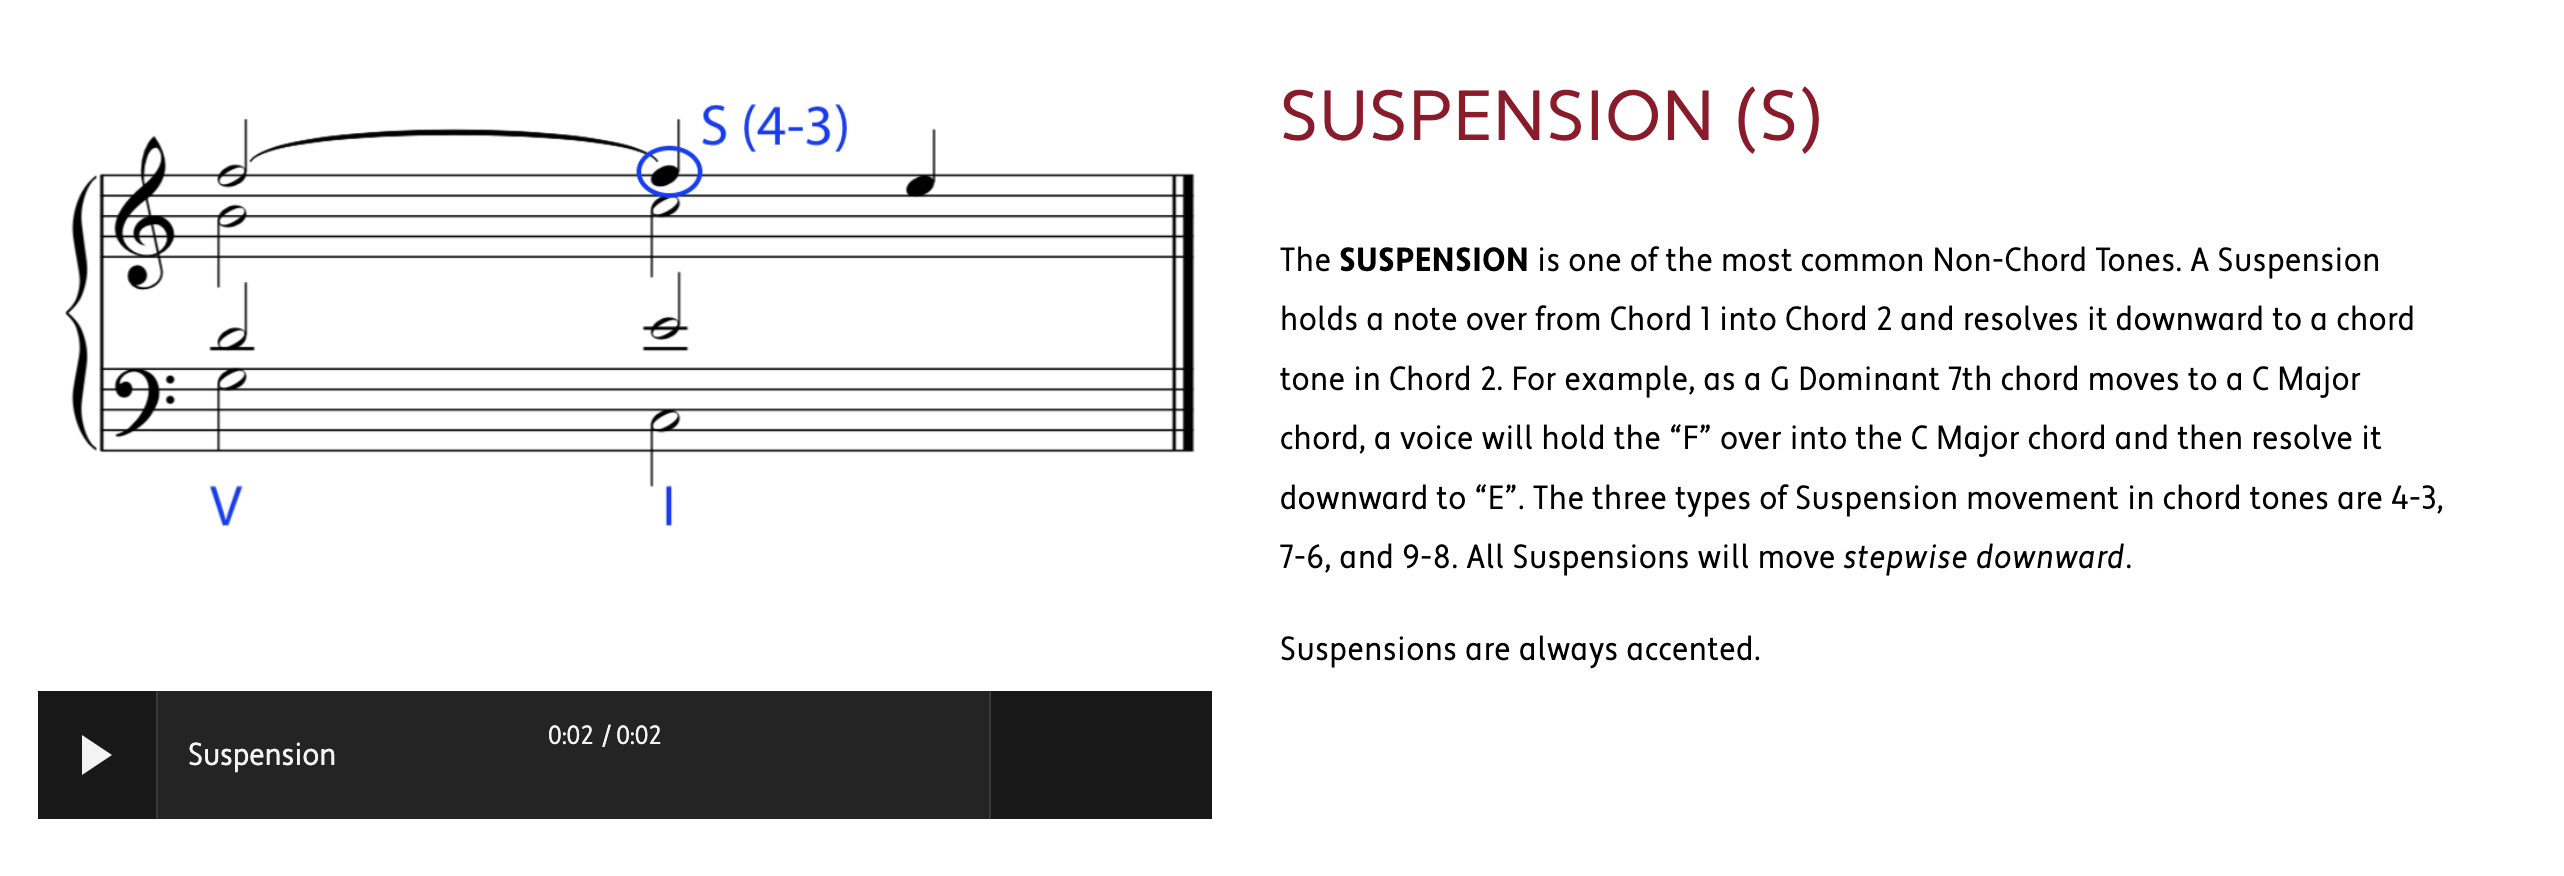 S (4-3)
V
I
Suspension
0:02 / 0:02
SUSPENSION (S)
The SUSPENSION is one of the most common Non-Chord Tones. A Suspension
holds a note over from Chord 1 into Chord 2 and resolves it downward to a chord
tone in Chord 2. For example, as a G Dominant 7th chord moves to a C Major
chord, a voice will hold the “F” over into the C Major chord and then resolve it
downward to “E”. The three types of Suspension movement in chord tones are 4-3,
7-6, and 9-8. All Suspensions will move stepwise downward.
Suspensions are always accented.